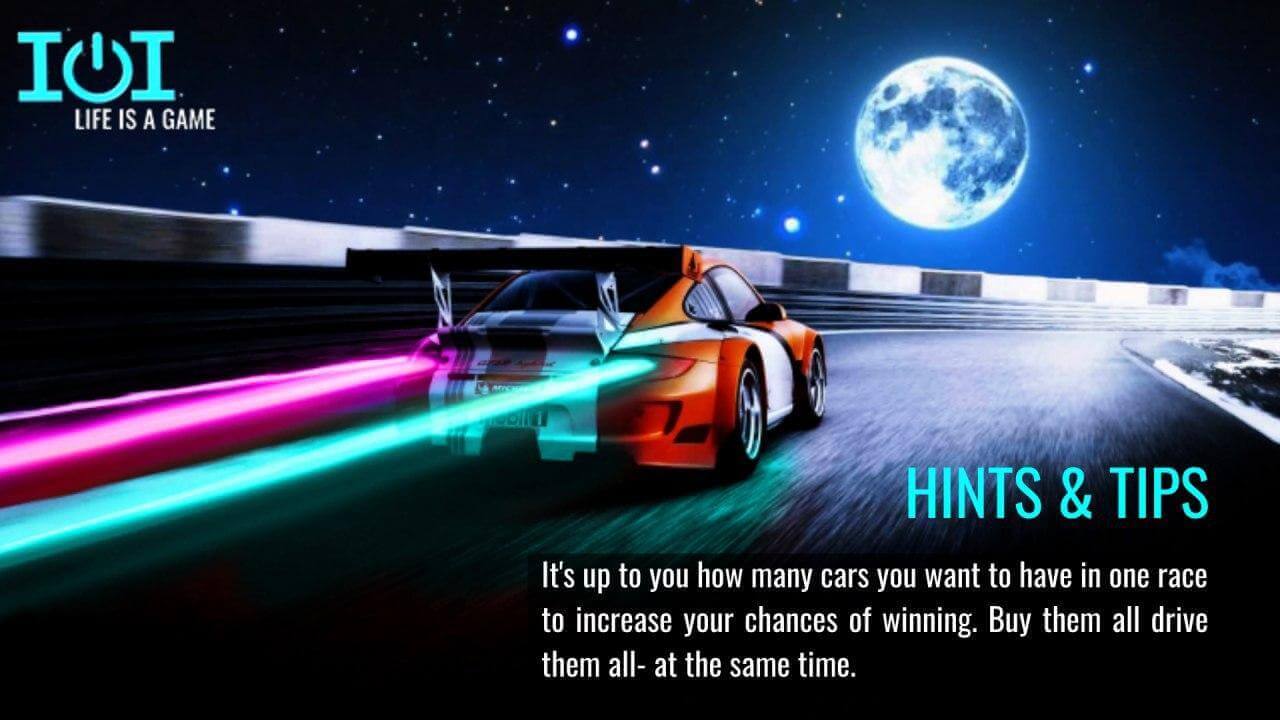 IOI
LIFE IS A GAME
HINTS & TIPS
It's up to you how many cars you want to have in one race
to increase your chances of winning. Buy them all drive
them all- at the same time.